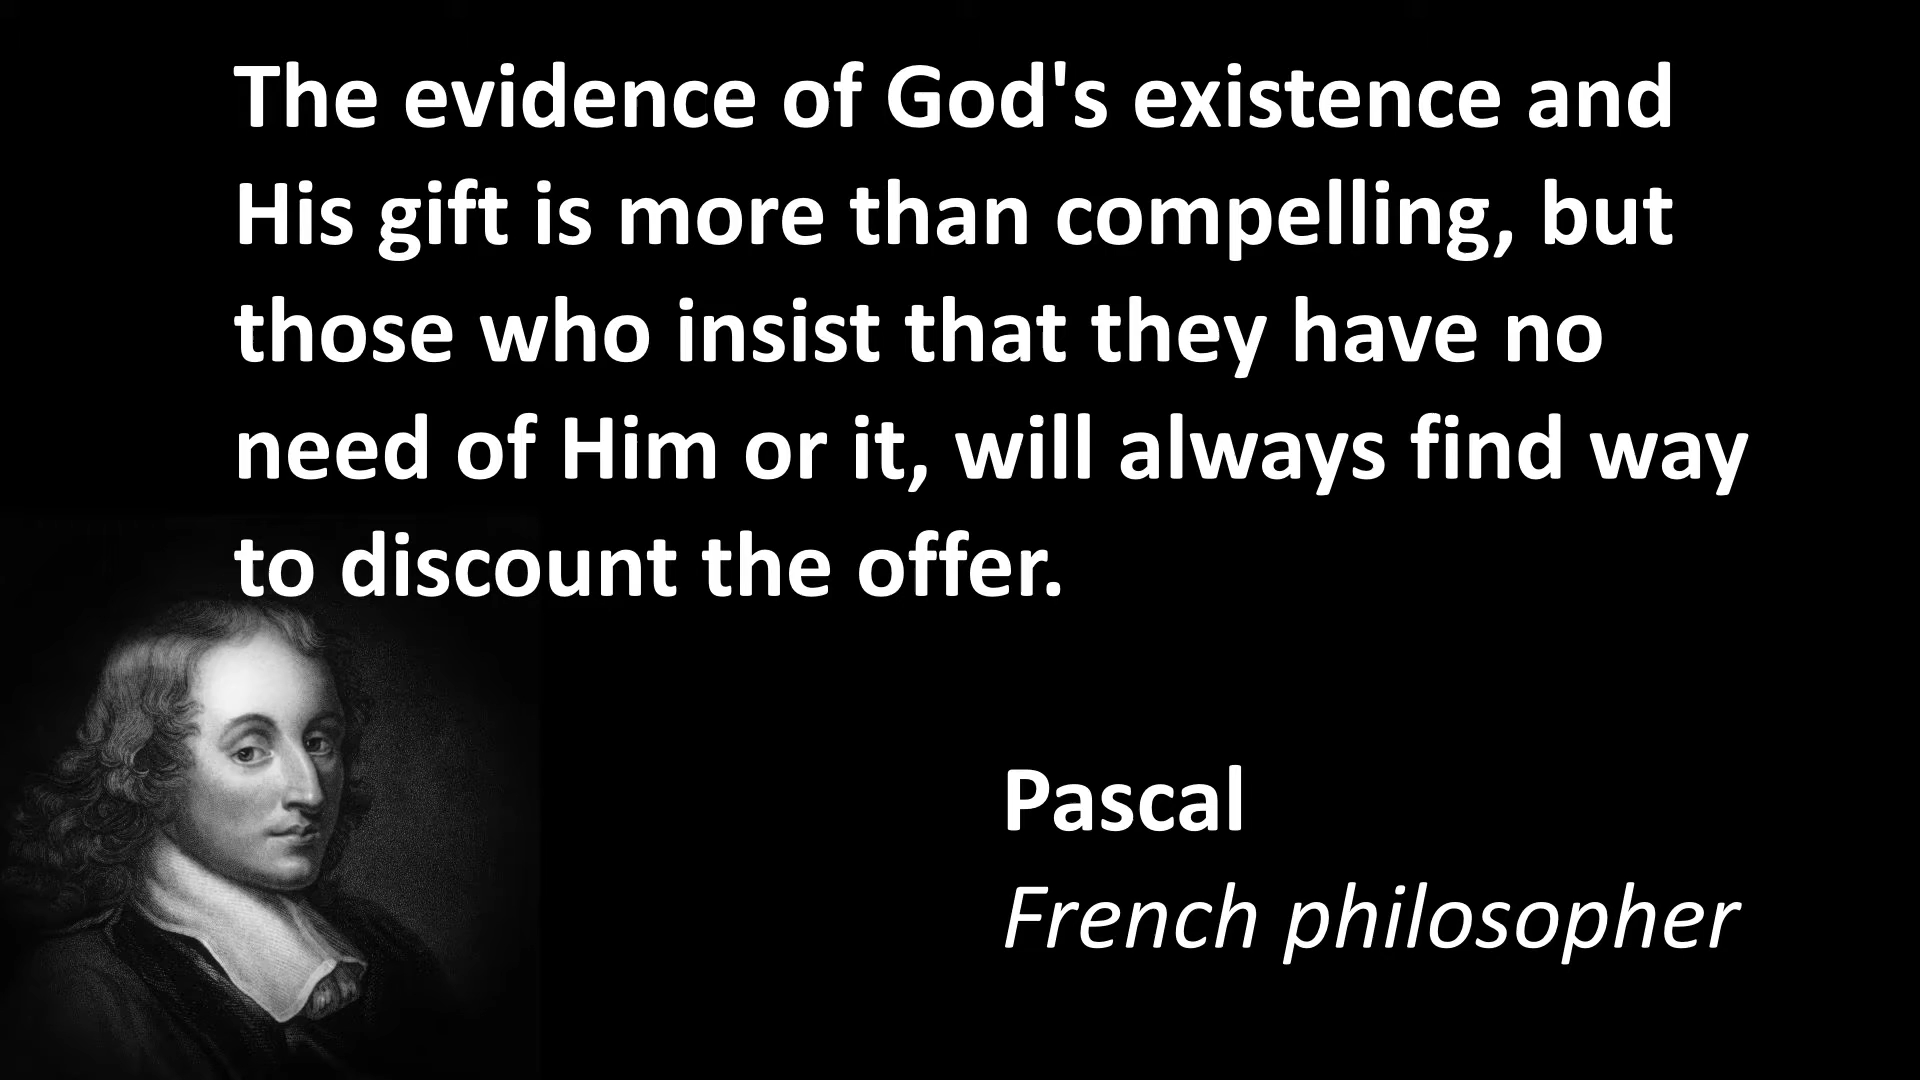 The evidence of God's existence and
His gift is more than compelling, but
those who insist that they have no
need of Him or it, will always find way
to discount the offer.
Pascal
French philosopher